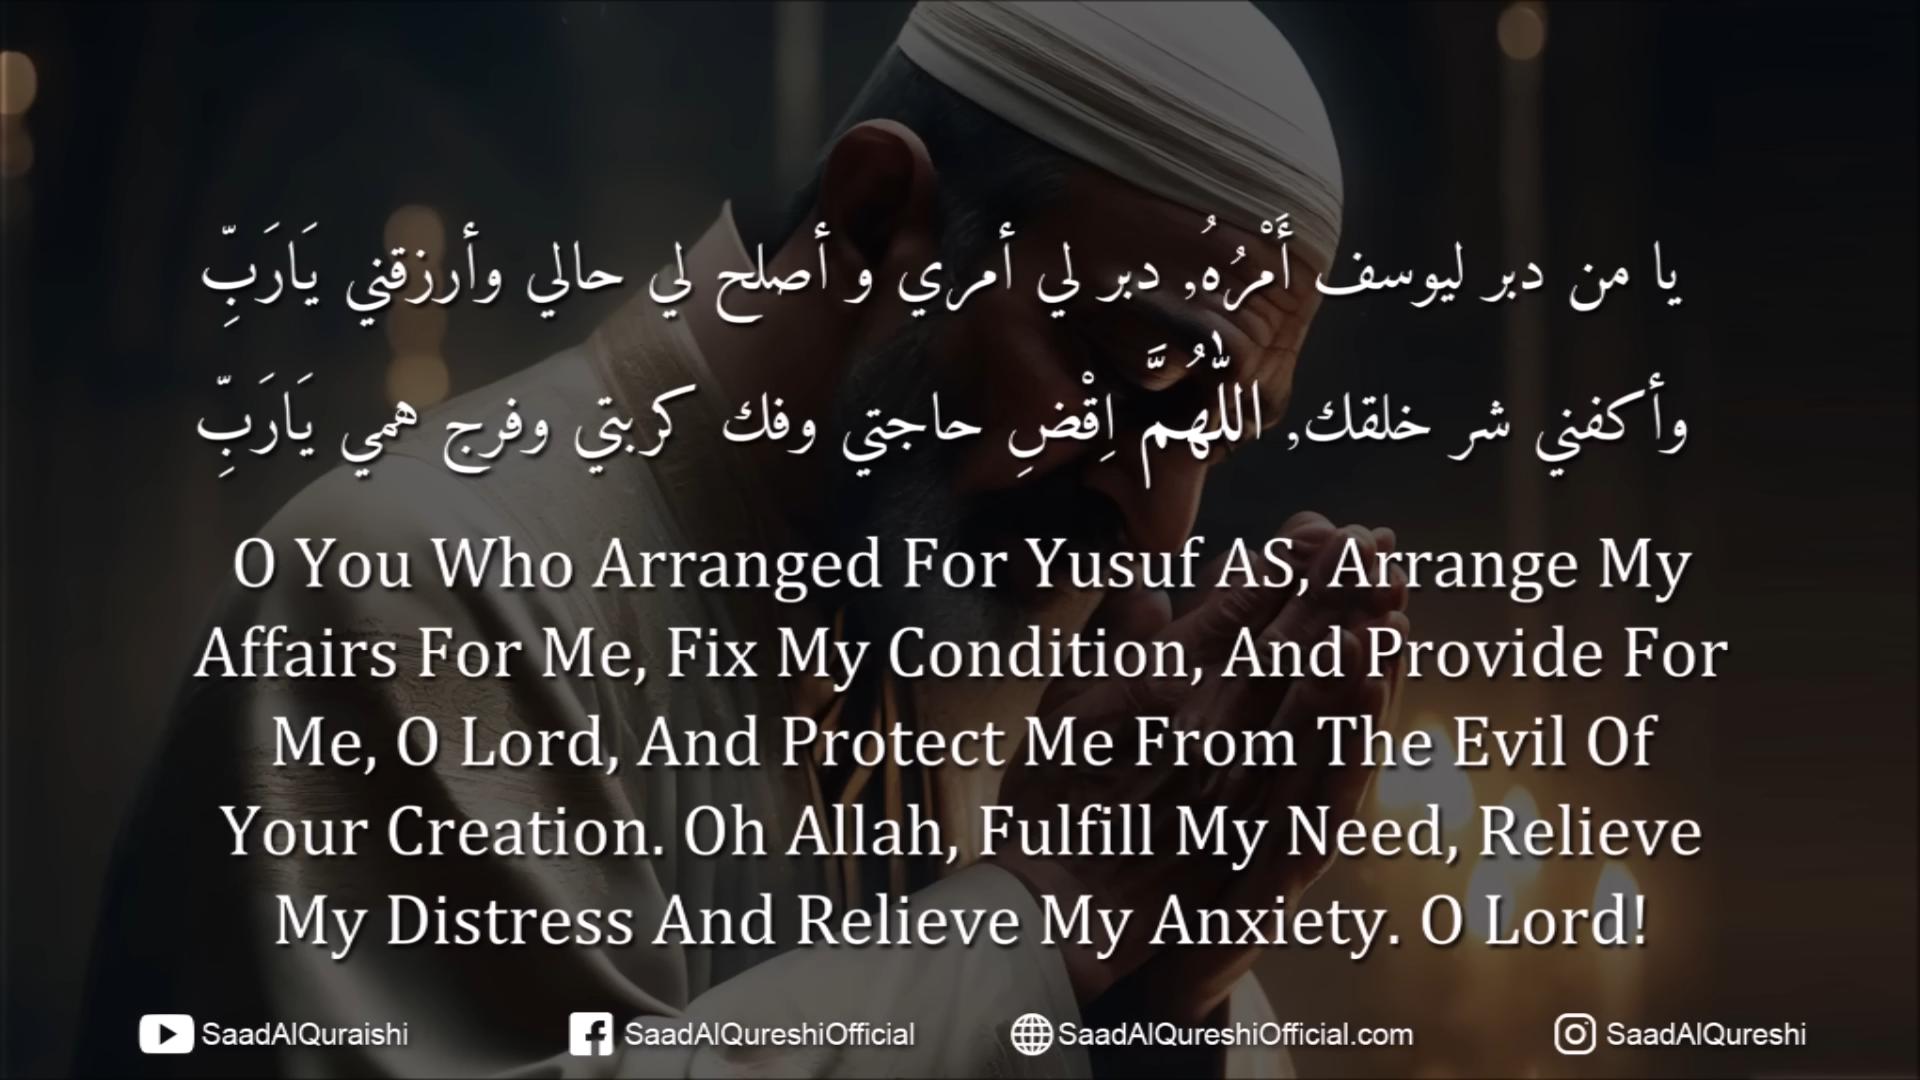 يا من دبر ليوسف أَمْرُهُ, دبر لي أمري و أصلح لي حالي وأرزقني يَارَبِّ
وأكفني شر خلقك, اللّٰهُمَّ اِقْضِ حاجتي وفك كربتي وفرج همي يَارَبِّ
O You Who Arranged For Yusuf AS, Arrange My
Affairs For Me, Fix My Condition, And Provide For
Me, O Lord, And Protect Me From The Evil Of
Your Creation. Oh Allah, Fulfill My Need, Relieve
My Distress And Relieve My Anxiety. O Lord!
SaadAlQuraishi SaadAlQureshiOfficial SaadAlQureshiOfficial.com SaadAlQureshi